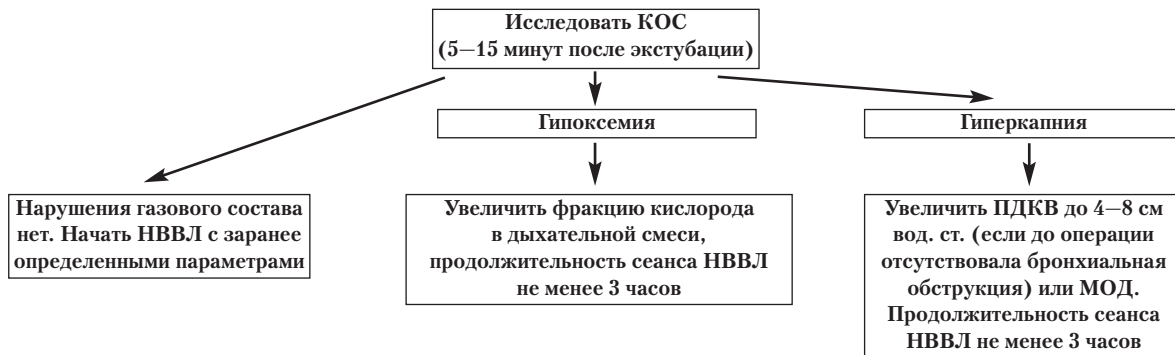 Исследовать КОС
(5—15 минут после экстубации)
Гипоксемия
Гиперкапния
Нарушения газового состава
нет. Начать НВВЛ с заранее
определенными параметрами
Увеличить фракцию кислорода
в дыхательной смеси,
продолжительность сеанса НВВЛ
не менее 3 часов
Увеличить ПДКВ до 4—8 см
вод. ст. (если до операции
отсутствовала бронхиальная
обструкция) или МОД.
Продолжительность сеанса
НВВЛ не менее 3 часов